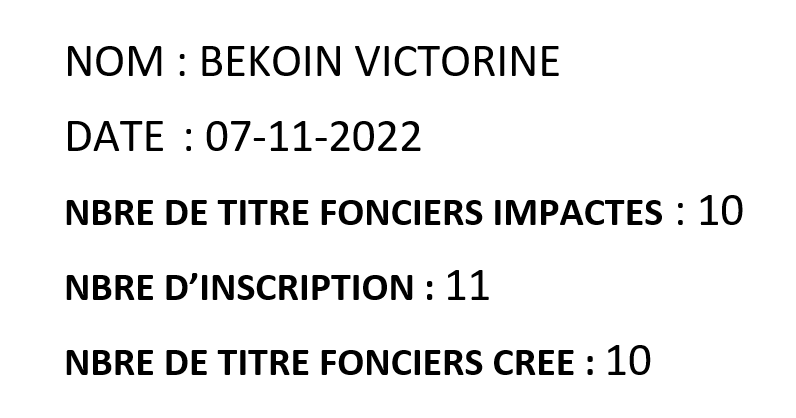 NOM : BEKOIN VICTORINE
DATE : 07-11-2022
NBRE DE TITRE FONCIERS IMPACTES : 10
NBRE D’INSCRIPTION : 11
NBRE DE TITRE FONCIERS CREE : 10